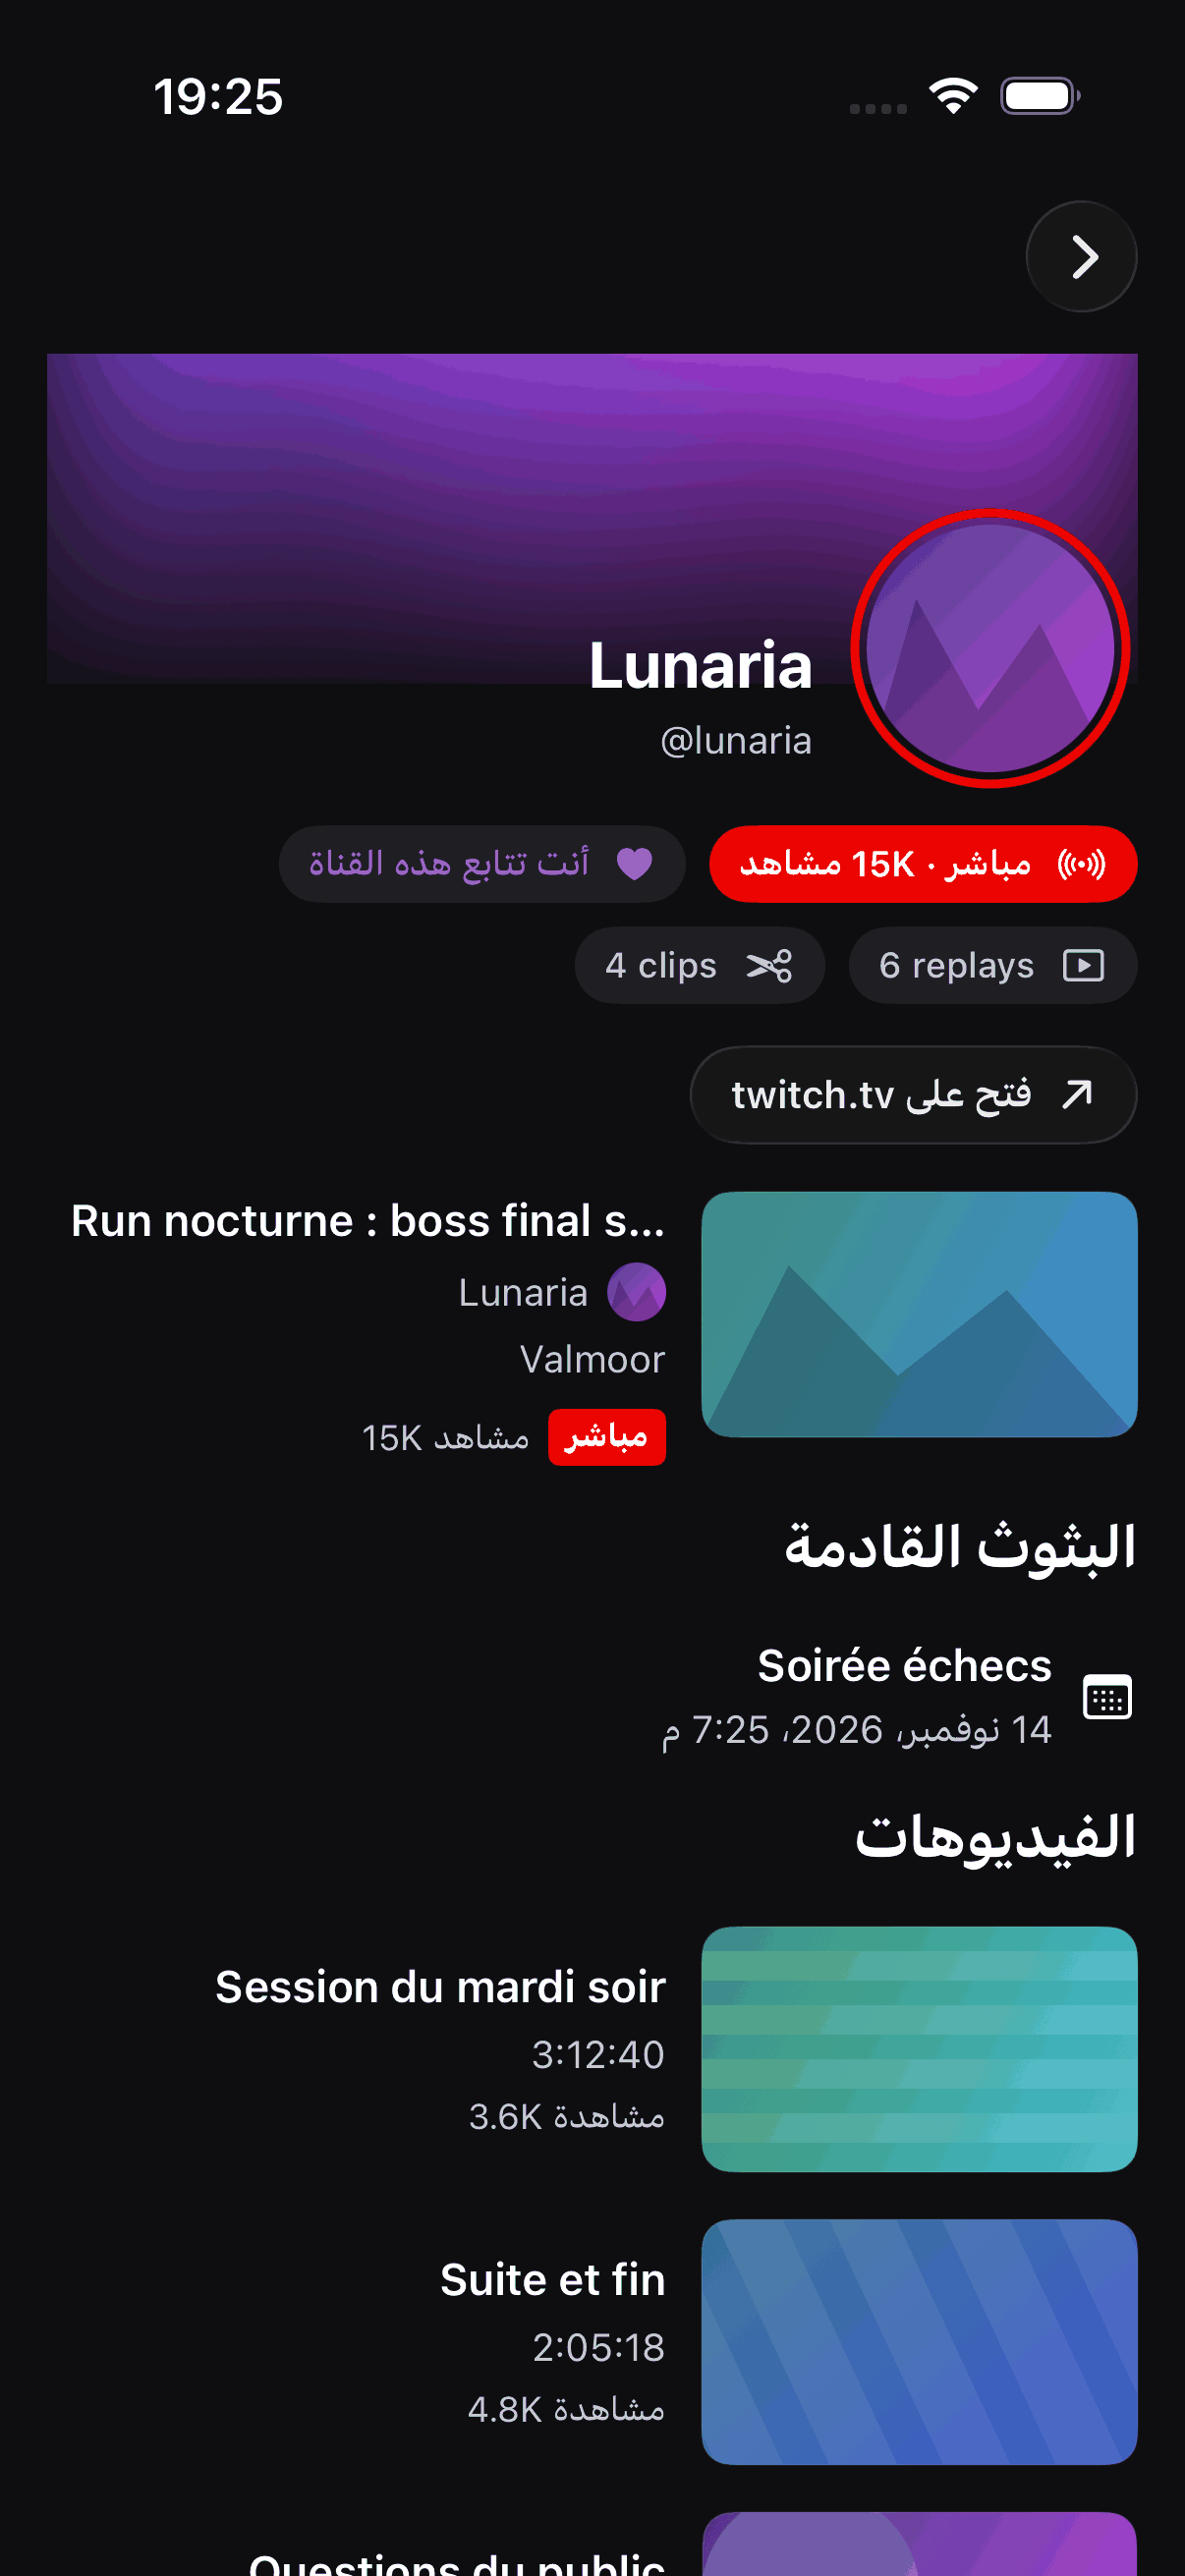 19:25
Lunaria
@lunaria
مباشر · 15K مشاهد
أنت تتابع هذه القناة
6 replays
4 clips
فتح على twitch.tv
Run nocturne : boss final s...
Lunaria
Valmoor
مباشر
مشاهد 15K
البثوث القادمة
Soirée échecs
14 نوفمبر، 2026، 7:25 م
الفيديوهات
Session du mardi soir
3:12:40
مشاهدة 3.6K
Suite et fin
2:05:18
مشاهدة 4.8K
Questions du public